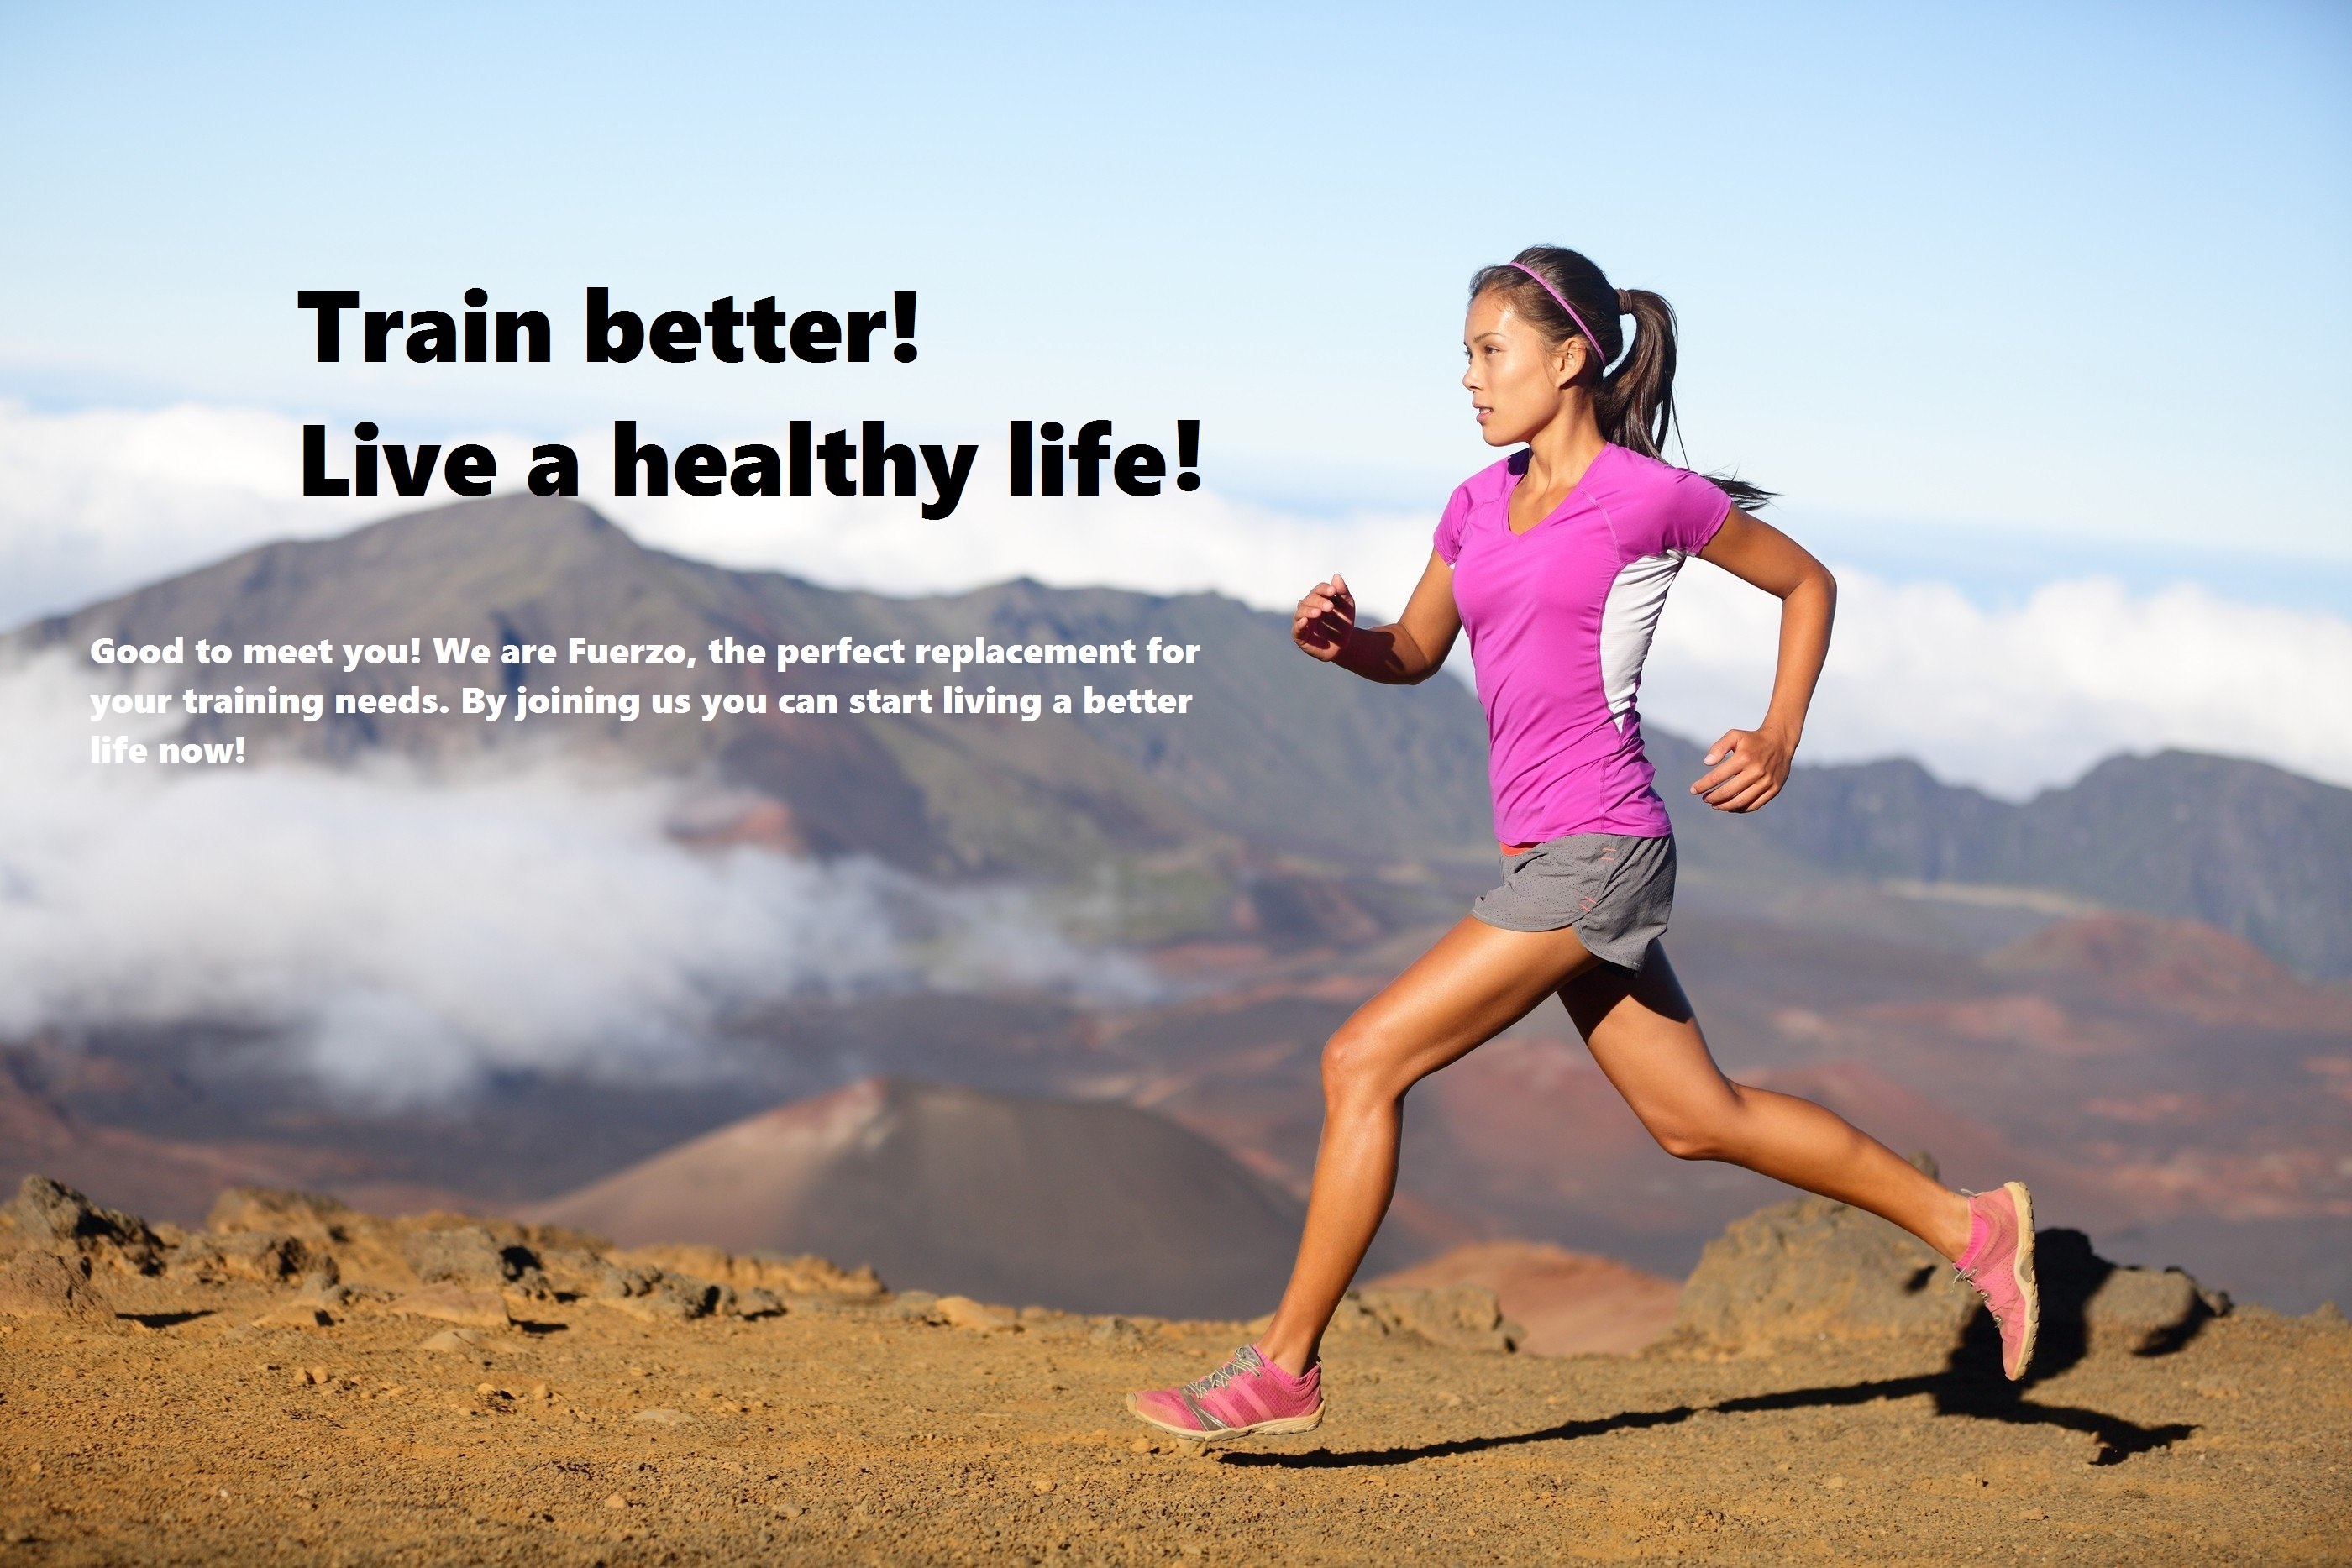 Train better!
Live a healthy life!
Good to meet you! We are Fuerzo, the perfect replacement for
your training needs. By joining us you can start living a better
life now!